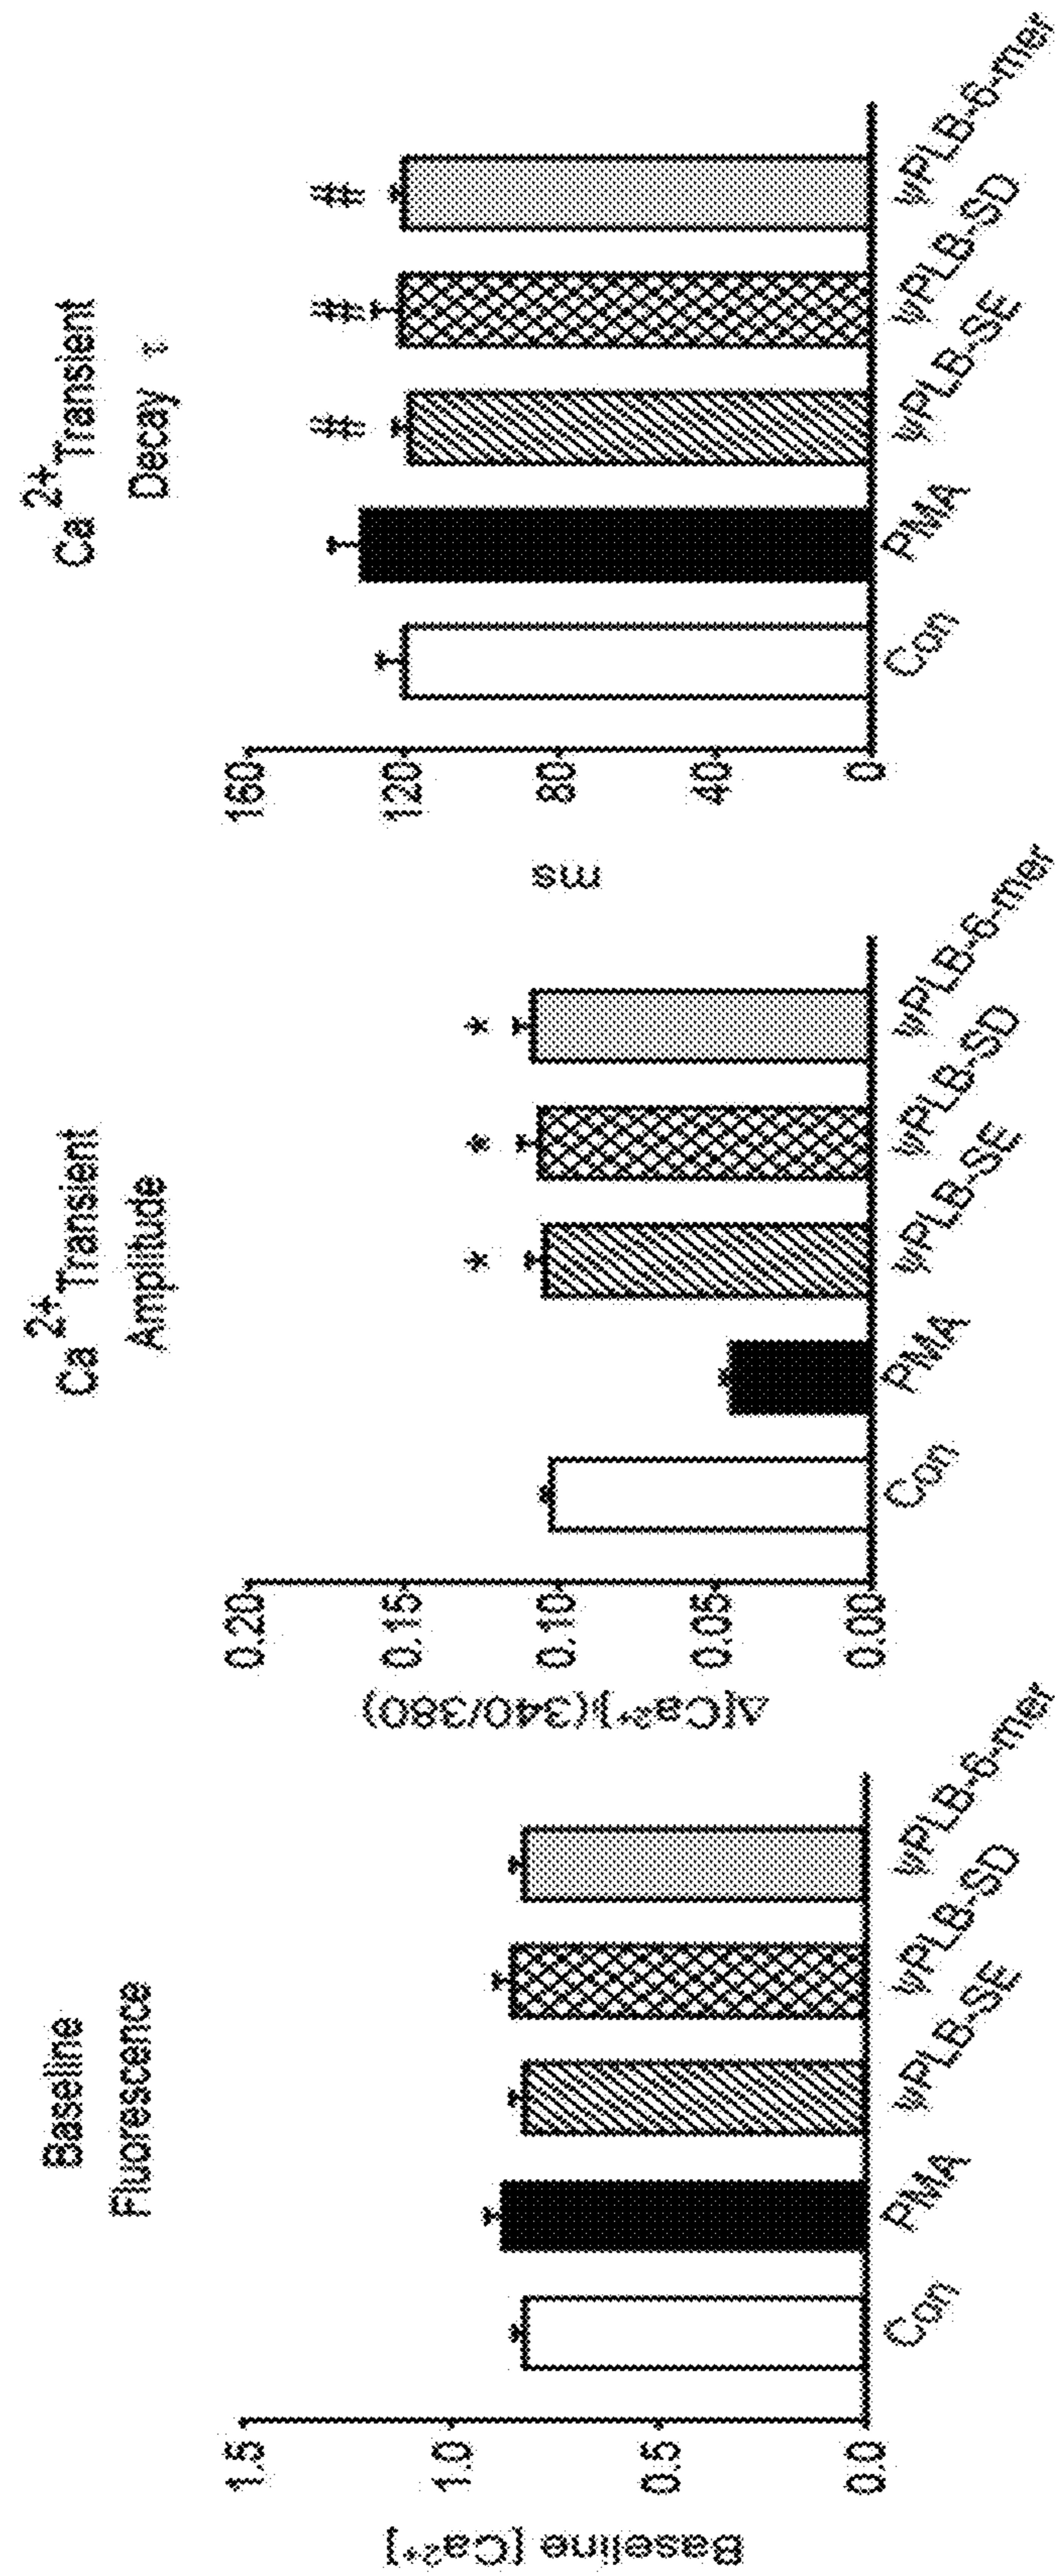 Baseline
Fluorescence
Baseline [Ca²⁺]
1.5
1.0
0.5
0.0
Con
PMA
ψPLB-SE
ψPLB-SD
ψPLB-6-mer
Ca²⁺ Transient
Amplitude
Δ[Ca²⁺]ᵢ(340/380)
0.20
0.15
0.10
0.05
0.00
*
*
*
Con
PMA
ψPLB-SE
ψPLB-SD
ψPLB-6-mer
Ca²⁺ Transient
Decay τ
ms
160
120
80
40
0
#
#
#
Con
PMA
ψPLB-SE
ψPLB-SD
ψPLB-6-mer